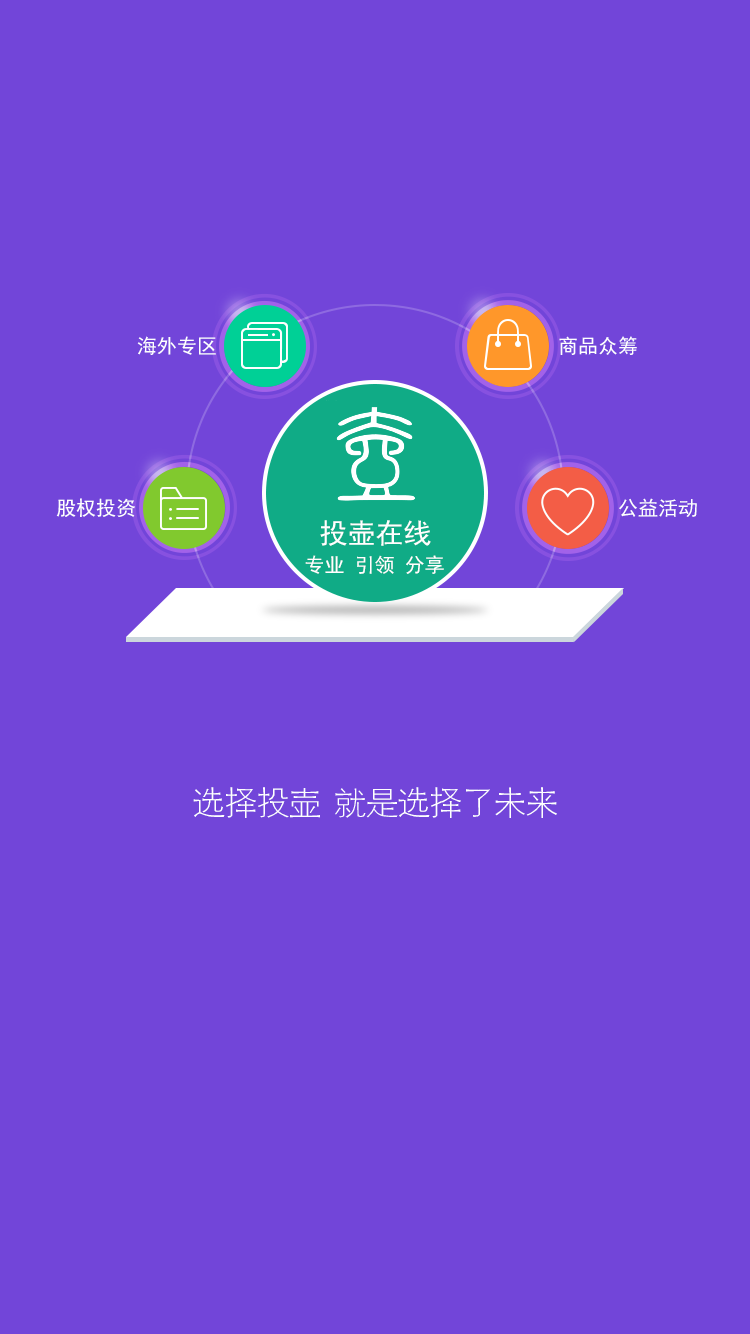 海外专区
商品众筹
股权投资
公益活动
投壶在线
专业 引领 分享
选择投壶 就是选择了未来